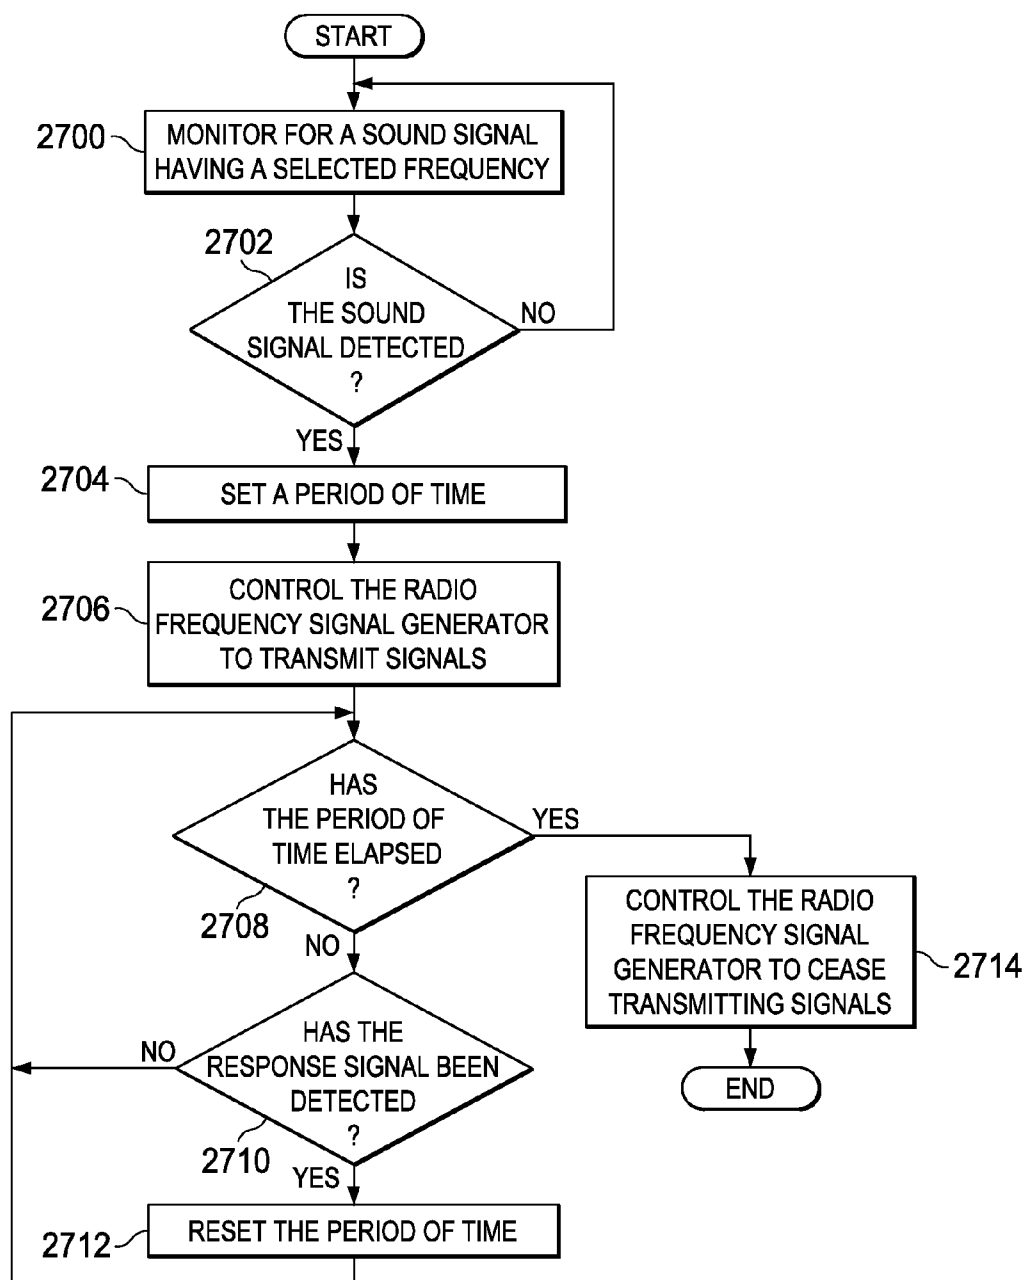 START
2700
MONITOR FOR A SOUND SIGNAL
HAVING A SELECTED FREQUENCY
2702
IS
THE SOUND
SIGNAL DETECTED
?
NO
YES
2704
SET A PERIOD OF TIME
2706
CONTROL THE RADIO
FREQUENCY SIGNAL GENERATOR
TO TRANSMIT SIGNALS
HAS
THE PERIOD OF
TIME ELAPSED
?
YES
2708
NO
CONTROL THE RADIO
FREQUENCY SIGNAL
GENERATOR TO CEASE
TRANSMITTING SIGNALS
2714
END
NO
HAS THE
RESPONSE SIGNAL BEEN
DETECTED
?
2710
YES
2712
RESET THE PERIOD OF TIME